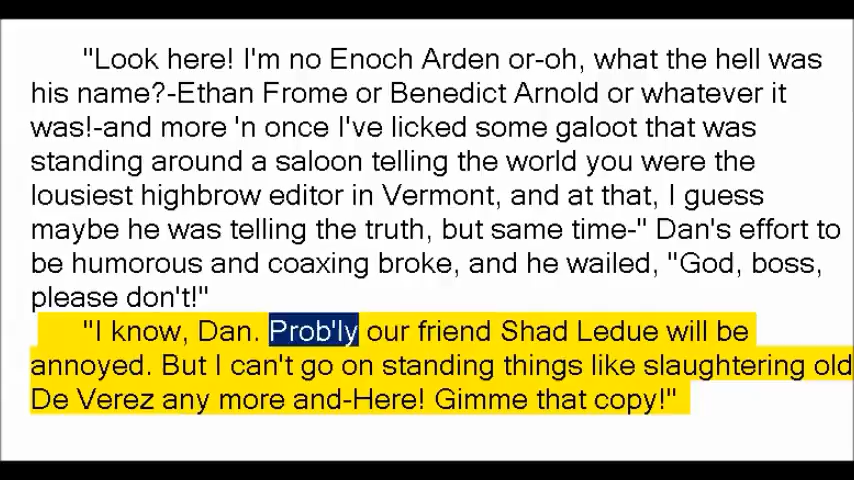 "Look here! I'm no Enoch Arden or-oh, what the hell was
his name?-Ethan Frome or Benedict Arnold or whatever it
was!-and more 'n once I've licked some galoot that was
standing around a saloon telling the world you were the
lousiest highbrow editor in Vermont, and at that, I guess
maybe he was telling the truth, but same time-" Dan's effort to
be humorous and coaxing broke, and he wailed, "God, boss,
please don't!"
"I know, Dan. Prob'ly our friend Shad Ledue will be
annoyed. But I can't go on standing things like slaughtering old
De Verez any more and-Here! Gimme that copy!"